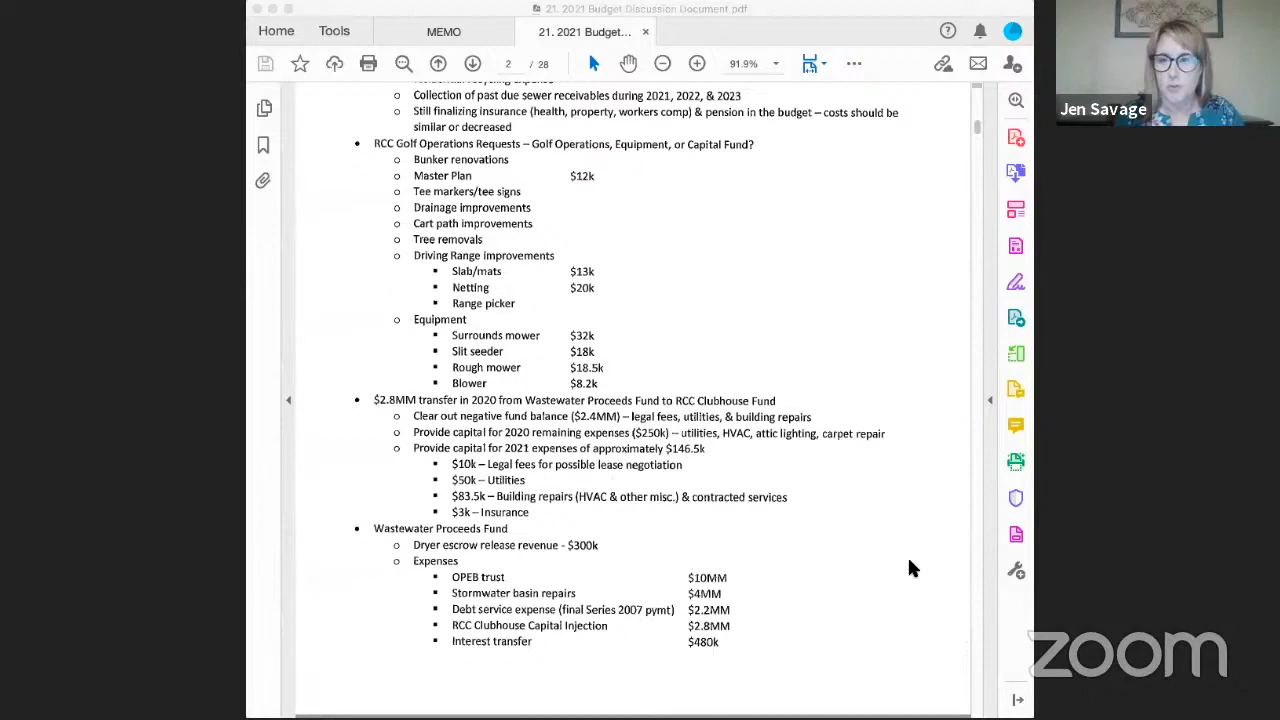 21. 2021 Budget Discussion Document.pdf
Home
Tools
MEMO
21. 2021 Budget...
×
2 / 28
91.9%
Jen Savage
Collection of past due sewer receivables during 2021, 2022, & 2023
Still finalizing insurance (health, property, workers comp) & pension in the budget – costs should be
similar or decreased
RCC Golf Operations Requests – Golf Operations, Equipment, or Capital Fund?
Bunker renovations
Master Plan $12k
Tee markers/tee signs
Drainage improvements
Cart path improvements
Tree removals
Driving Range improvements
Slab/mats $13k
Netting $20k
Range picker
Equipment
Surrounds mower $32k
Slit seeder $18k
Rough mower $18.5k
Blower $8.2k
$2.8MM transfer in 2020 from Wastewater Proceeds Fund to RCC Clubhouse Fund
Clear out negative fund balance ($2.4MM) – legal fees, utilities, & building repairs
Provide capital for 2020 remaining expenses ($250k) – utilities, HVAC, attic lighting, carpet repair
Provide capital for 2021 expenses of approximately $146.5k
$10k – Legal fees for possible lease negotiation
$50k – Utilities
$83.5k – Building repairs (HVAC & other misc.) & contracted services
$3k – Insurance
Wastewater Proceeds Fund
Dryer escrow release revenue - $300k
Expenses
OPEB trust $10MM
Stormwater basin repairs $4MM
Debt service expense (final Series 2007 pymt) $2.2MM
RCC Clubhouse Capital Injection $2.8MM
Interest transfer $480k
zoom